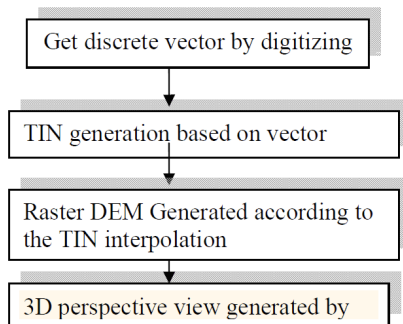 Get discrete vector by digitizing
TIN generation based on vector
Raster DEM Generated according to
the TIN interpolation
3D perspective view generated by